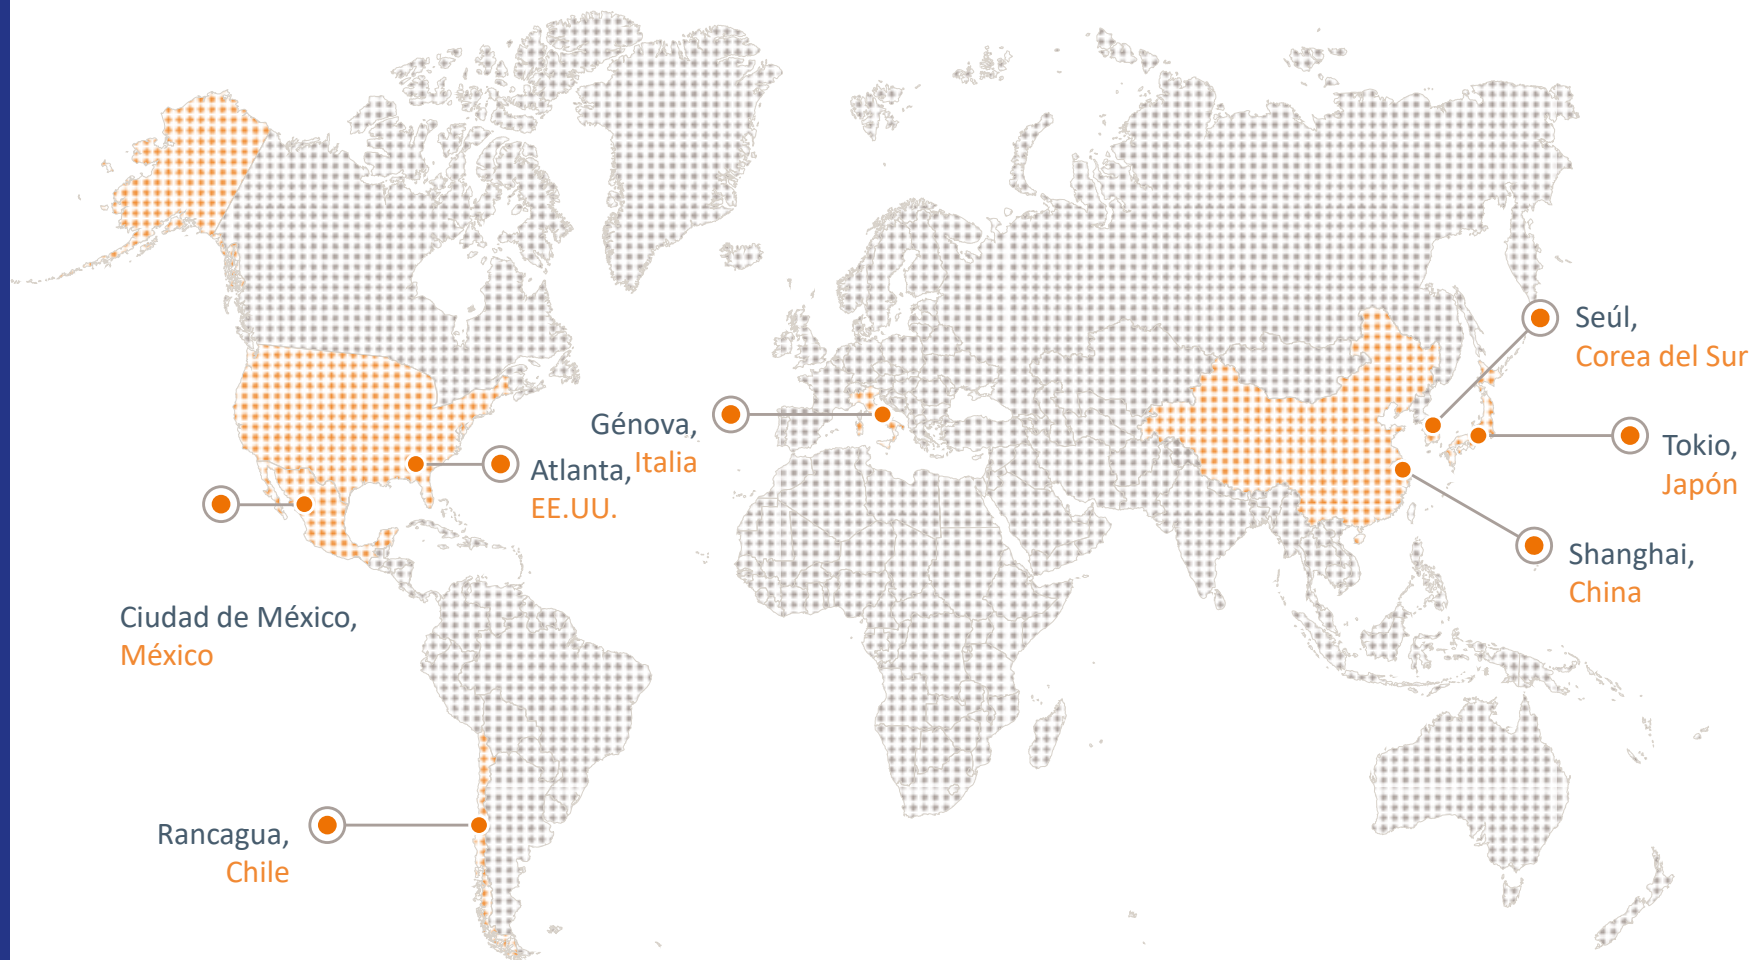 Seúl,
Corea del Sur
Génova,
Italia
Atlanta,
EE.UU.
Tokio,
Japón
Shanghai,
China
Ciudad de México,
México
Rancagua,
Chile